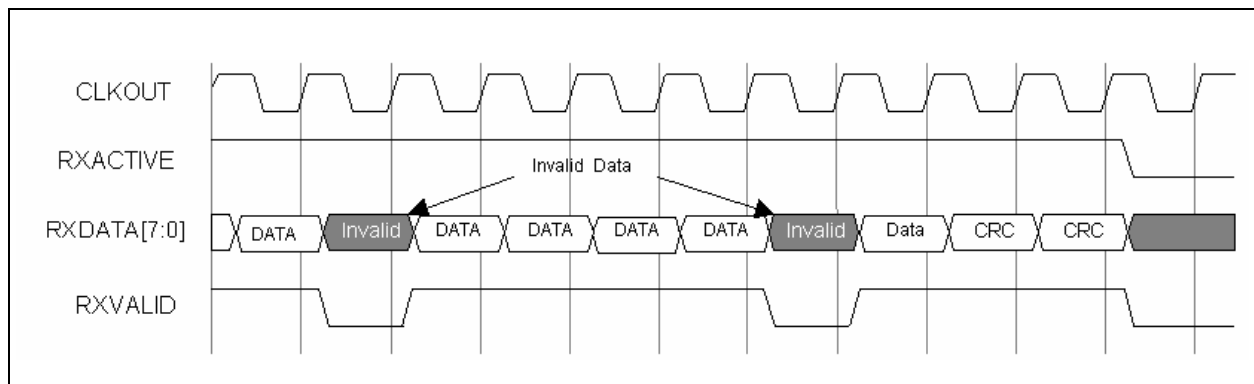 CLKOUT
RXACTIVE
Invalid Data
RXDATA[7:0] DATA Invalid DATA DATA DATA DATA Invalid Data CRC CRC
RXVALID